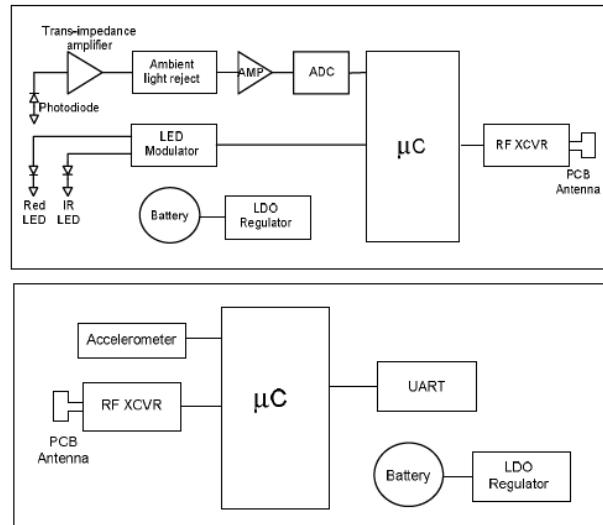 Trans-impedance
amplifier
Ambient
light reject
AMP
ADC
Photodiode
LED
Modulator
μC
RF XCVR
PCB
Antenna
Red
LED
IR
LED
Battery
LDO
Regulator
Accelerometer
RF XCVR
PCB
Antenna
μC
UART
Battery
LDO
Regulator